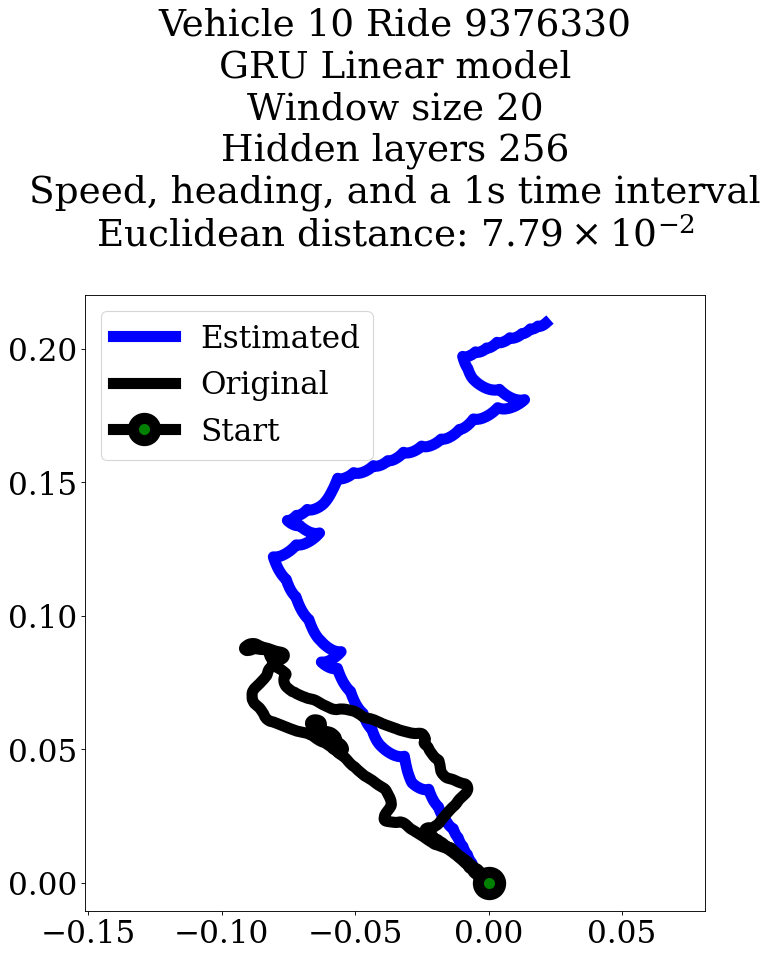 Vehicle 10 Ride 9376330
GRU Linear model
Window size 20
Hidden layers 256
Speed, heading, and a 1s time interval
Euclidean distance: 7.79 × 10⁻²
Estimated
Original
Start
0.20
0.15
0.10
0.05
0.00
−0.15 −0.10 −0.05 0.00 0.05